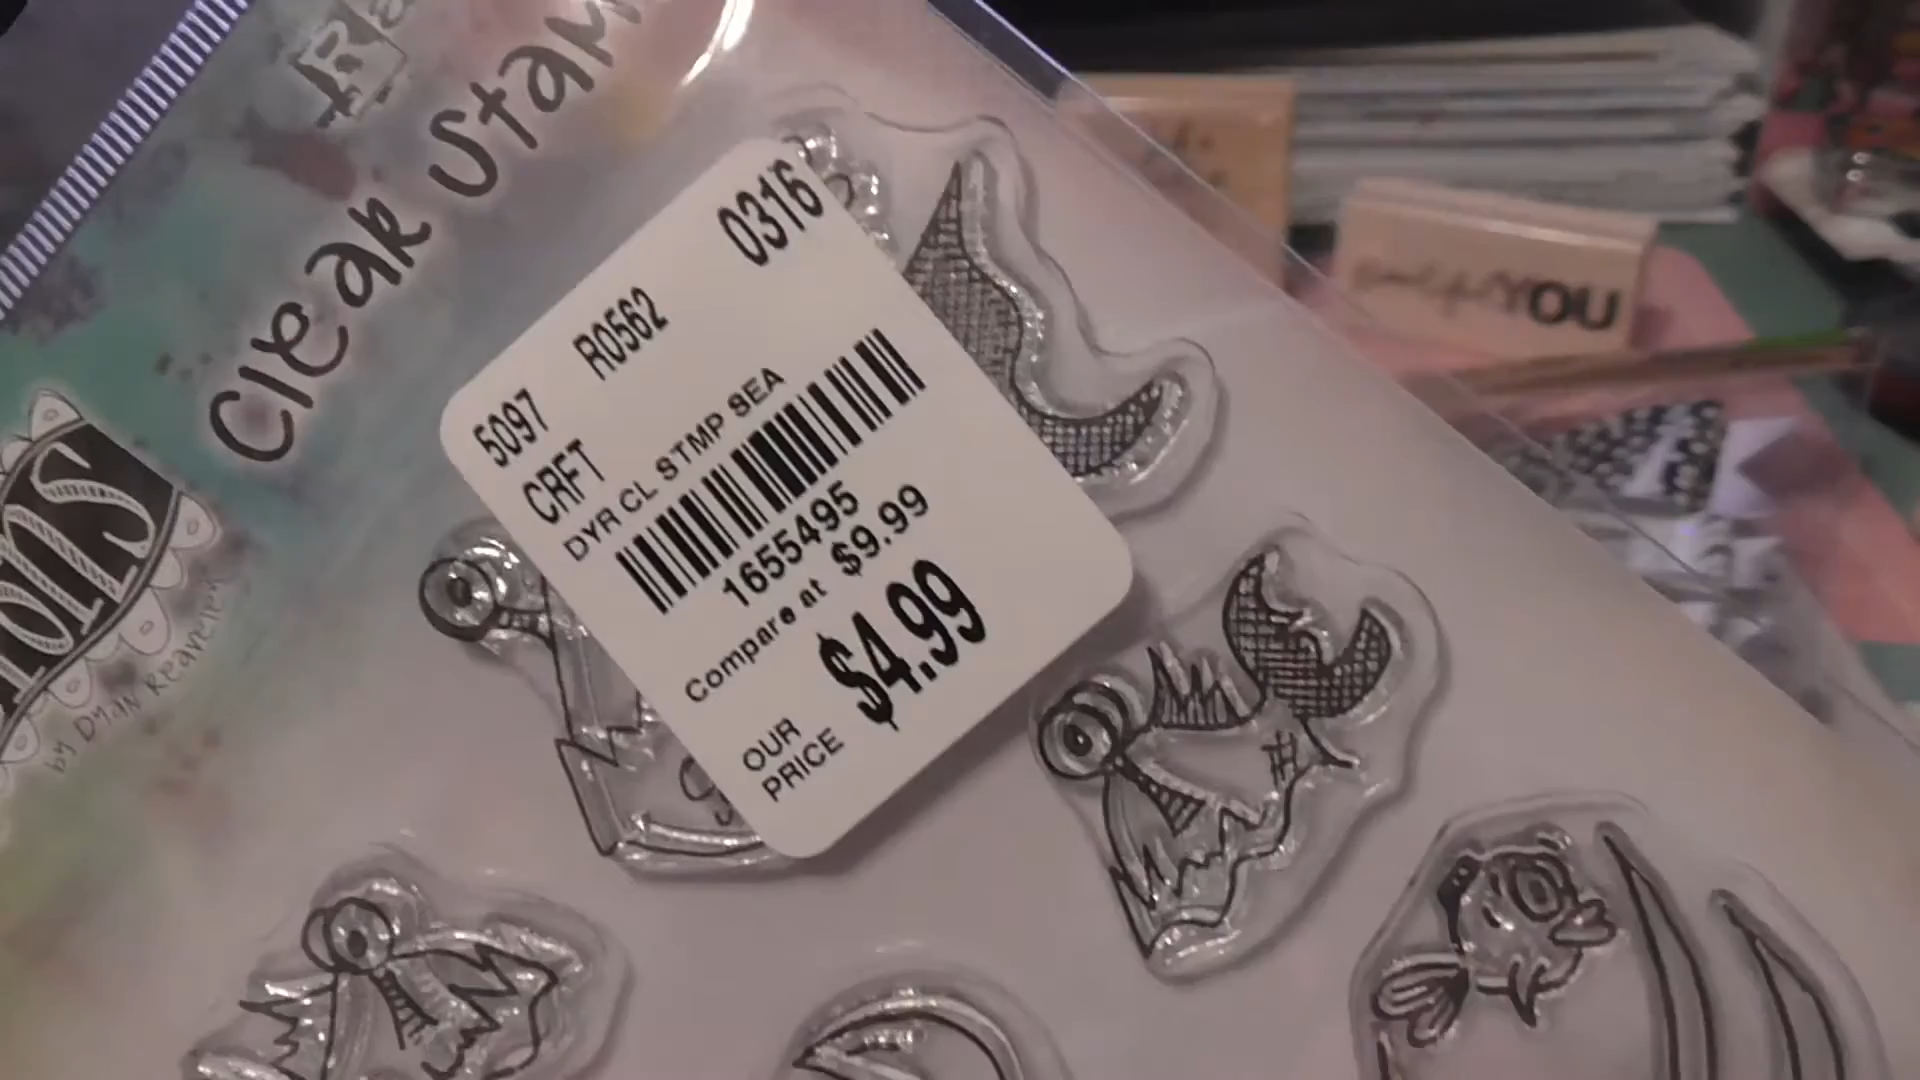 Ra
Clear Stam
by Dyan Reaveley
0316
R0562
5097
CRFT
DYR CL STMP SEA
1655495
Compare at $9.99
OUR
PRICE
$4.99
YOU